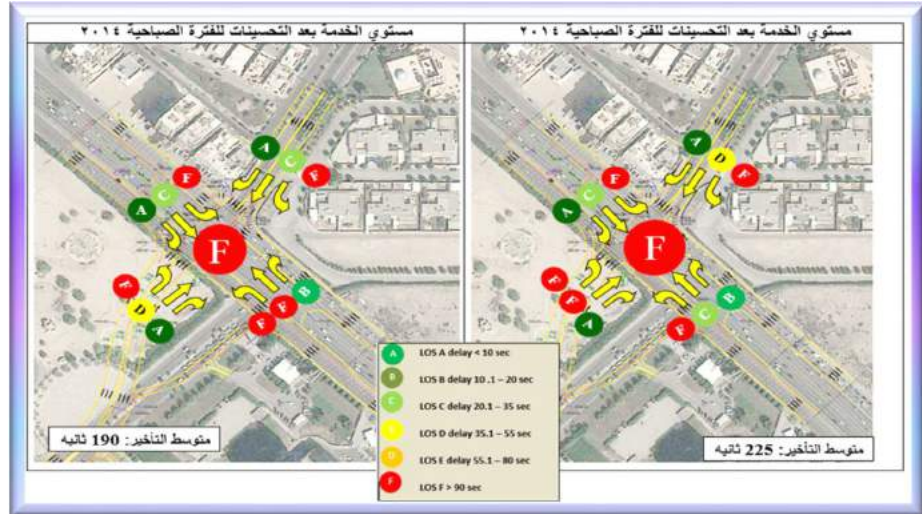 مستوي الخدمة بعد التحسينات للفترة الصباحية ٢٠١٤
A
D
F
F
C
A
F
F
F
A
B
C
F
متوسط التأخير: 225 ثانيه
مستوي الخدمة بعد التحسينات للفترة الصباحية ٢٠١٤
A
C
F
F
C
A
F
F
D
A
B
F
F
متوسط التأخير: 190 ثانيه
A LOS A delay < 10 sec
B LOS B delay 10 .1 – 20 sec
C LOS C delay 20.1 – 35 sec
LOS D delay 35.1 – 55 sec
D LOS E delay 55.1 – 80 sec
F LOS F > 90 sec